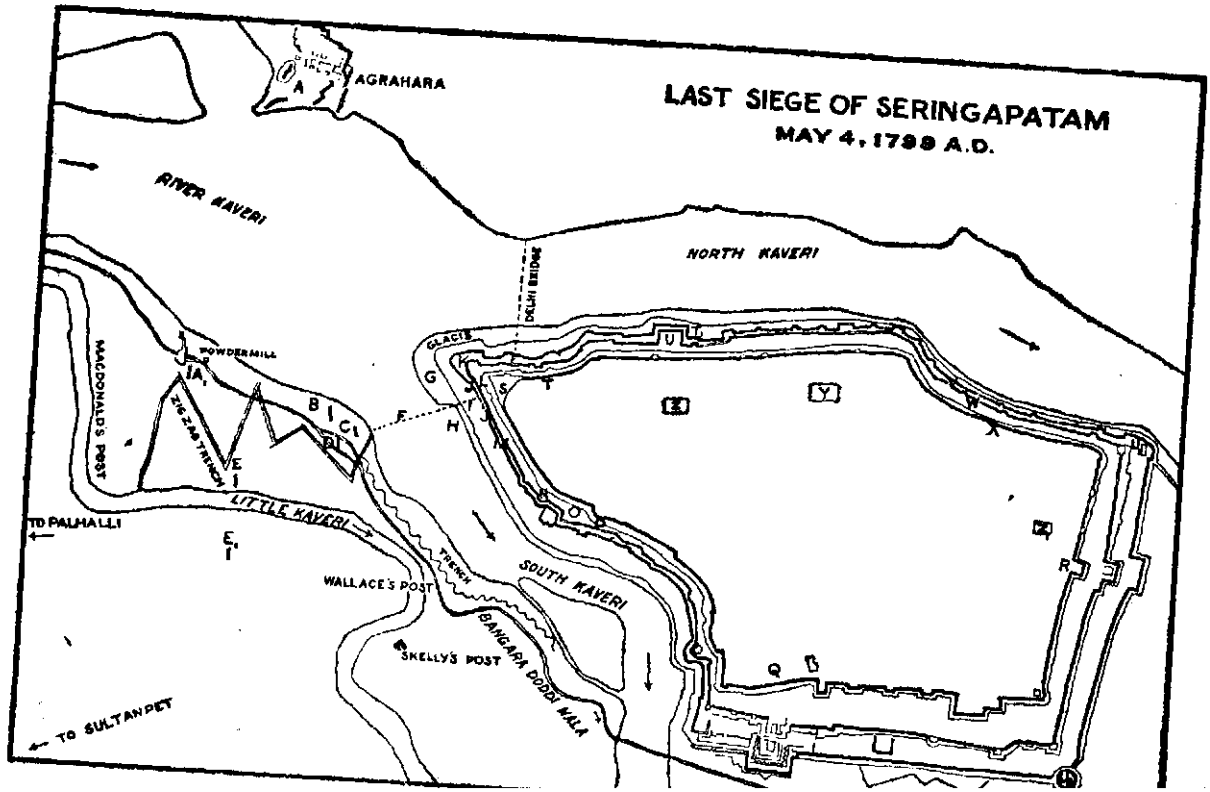 LAST SIEGE OF SERINGAPATAM
MAY 4, 1799 A.D.
A
AGRAHARA
RIVER KAVERI
NORTH KAVERI
DELHI BRIDGE
GLACIS
MACDONALD'S POST
POWDERMILL
A,
ZIG ZAG TRENCH
B
C
D
E
F
G
H
K
S
T
U
J
M
N
O
W
X
Y
Z
R
Q
LITTLE KAVERI
TO PALHALLI
E,
TRENCH
SOUTH KAVERI
WALLACE'S POST
SKELLY'S POST
BANGARA DODDI NALA
TO SULTANPET